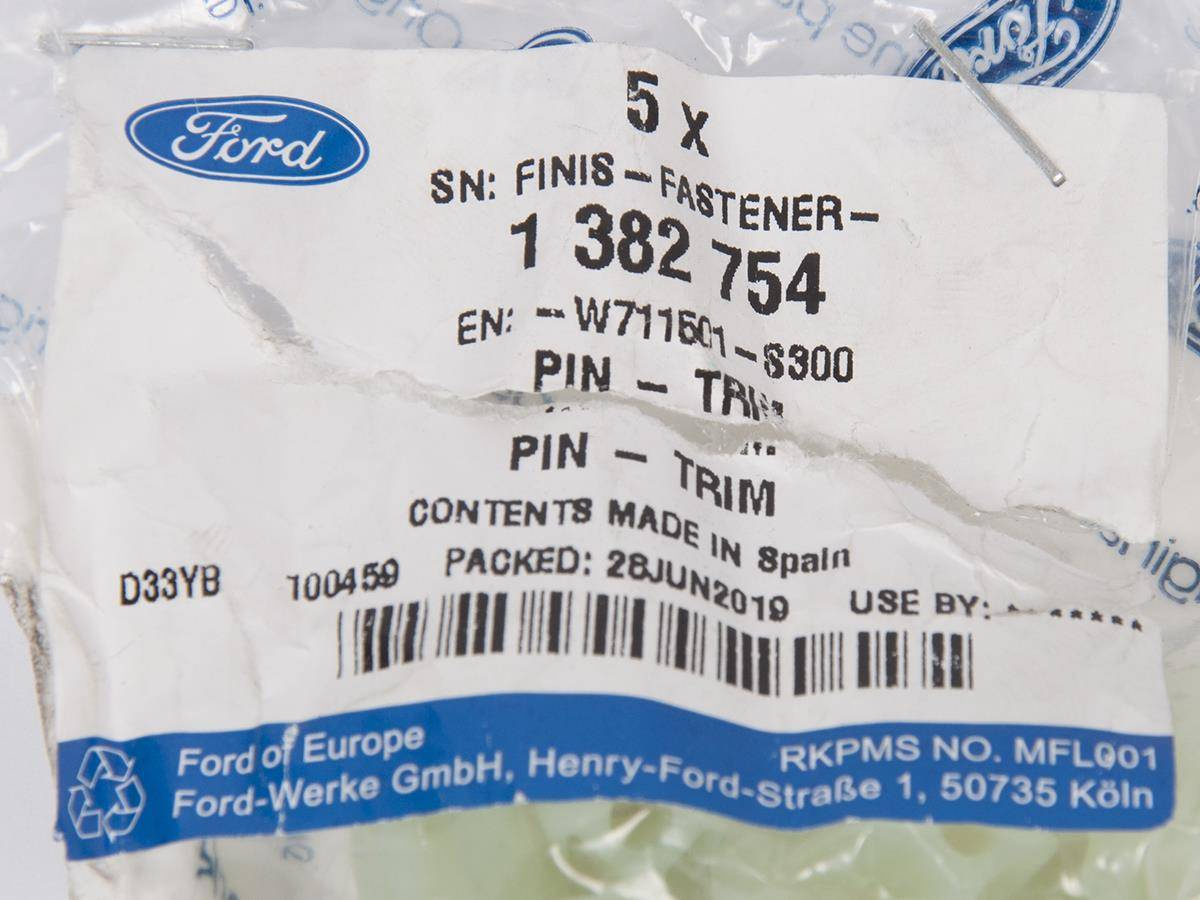 Ford
5 x
SN: FINIS-FASTENER-
1 382 754
EN: -W711501-S300
PIN - TRIM
PIN - TRIM
CONTENTS MADE IN Spain
D33YB 100459 PACKED: 28JUN2019 USE BY: *******
Ford of Europe RKPMS NO. MFL001
Ford-Werke GmbH, Henry-Ford-Straße 1, 50735 Köln